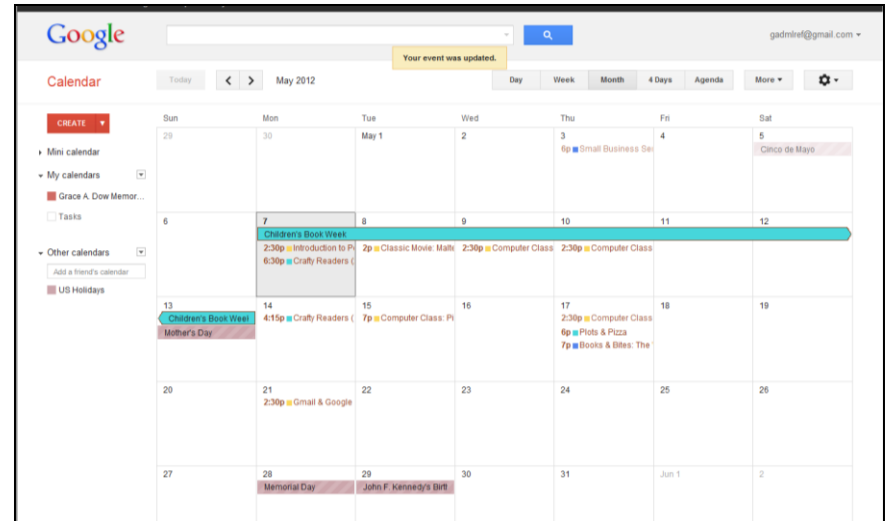 Google
gadmlref@gmail.com
Your event was updated.
Calendar
Today
May 2012
Day Week Month 4 Days Agenda
More
CREATE
Mini calendar
My calendars
Grace A. Dow Memor...
Tasks
Other calendars
Add a friend's calendar
US Holidays
Sun Mon Tue Wed Thu Fri Sat
29 30 May 1 2 3 4 5
6p Small Business Se
Cinco de Mayo
6 7 8 9 10 11 12
Children's Book Week
2:30p Introduction to P 2p Classic Movie: 2:30p Computer Class 2:30p Computer Class
6:30p Crafty Readers (
13 14 15 16 17 18 19
Children's Book Week 4:15p Crafty Readers ( 7p Computer Class: Pi 2:30p Computer Class
Mother's Day
6p Plots & Pizza
7p Books & Bites: The
20 21 22 23 24 25 26
2:30p Gmail & Google
27 28 29 30 31 Jun 1 2
Memorial Day John F. Kennedy's Birt